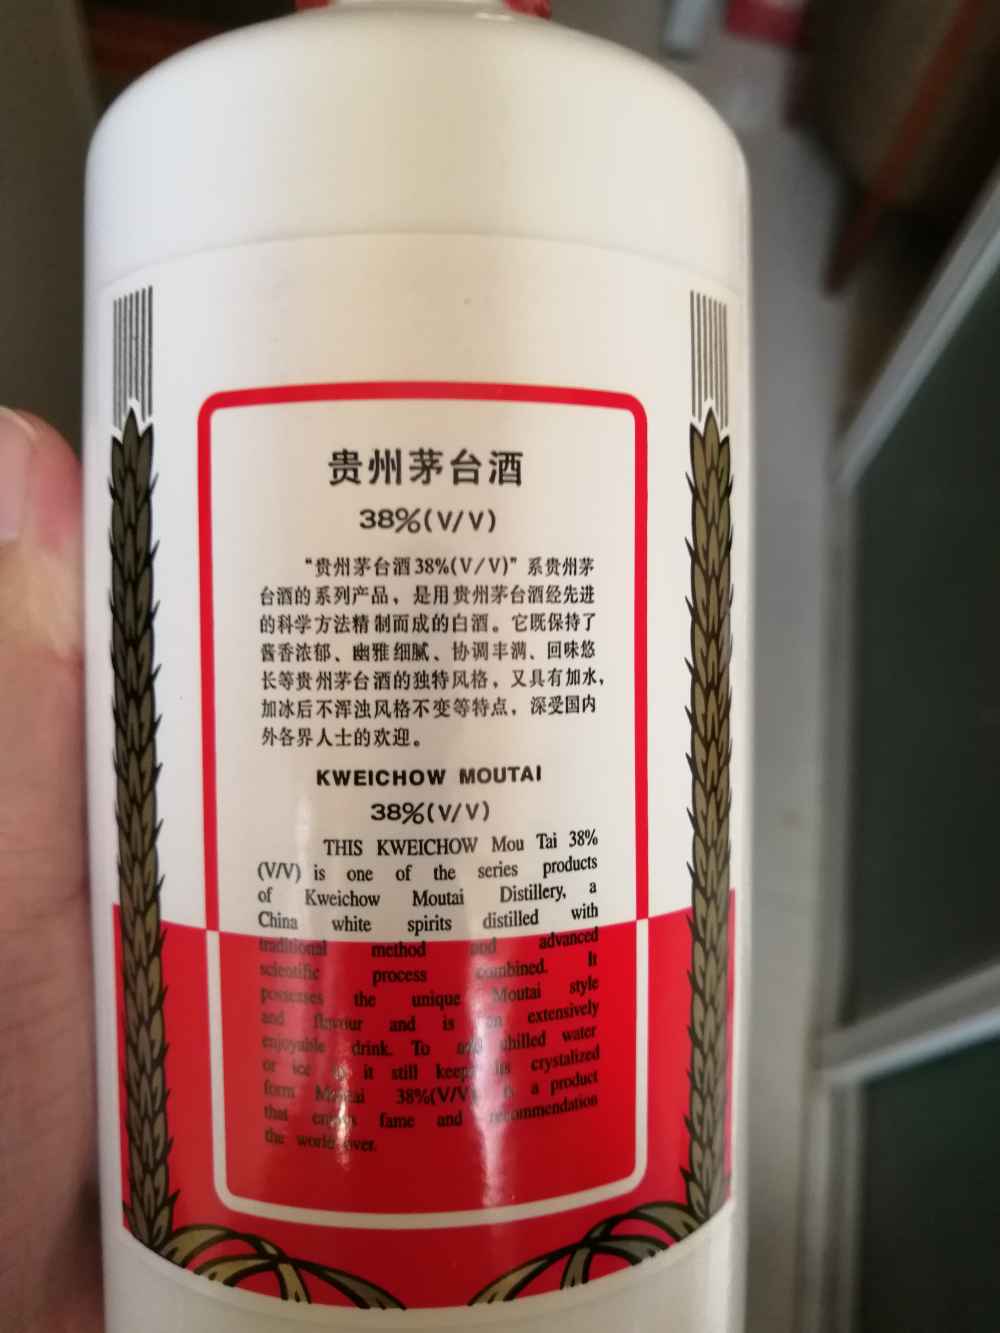 贵州茅台酒
38%(V/V)
“贵州茅台酒38%(V/V)”系贵州茅
台酒的系列产品，是用贵州茅台酒经先进
的科学方法精制而成的白酒。它既保持了
酱香浓郁、幽雅细腻、协调丰满、回味悠
长等贵州茅台酒的独特风格，又具有加水，
加冰后不浑浊风格不变等特点，深受国内
外各界人士的欢迎。
KWEICHOW MOUTAI
38%(V/V)
THIS KWEICHOW Mou Tai 38%
(V/V) is one of the series products
of Kweichow Moutai Distillery, a
China white spirits distilled with
traditional method and advanced
scientific process combined. It
possesses the unique Moutai style
and flavour and is an extensively
enjoyable drink. To add chilled water
or ice it still keeps its crystalized
form Moutai 38%(V/V) is a product
that enjoys fame and recommendation
the world over.